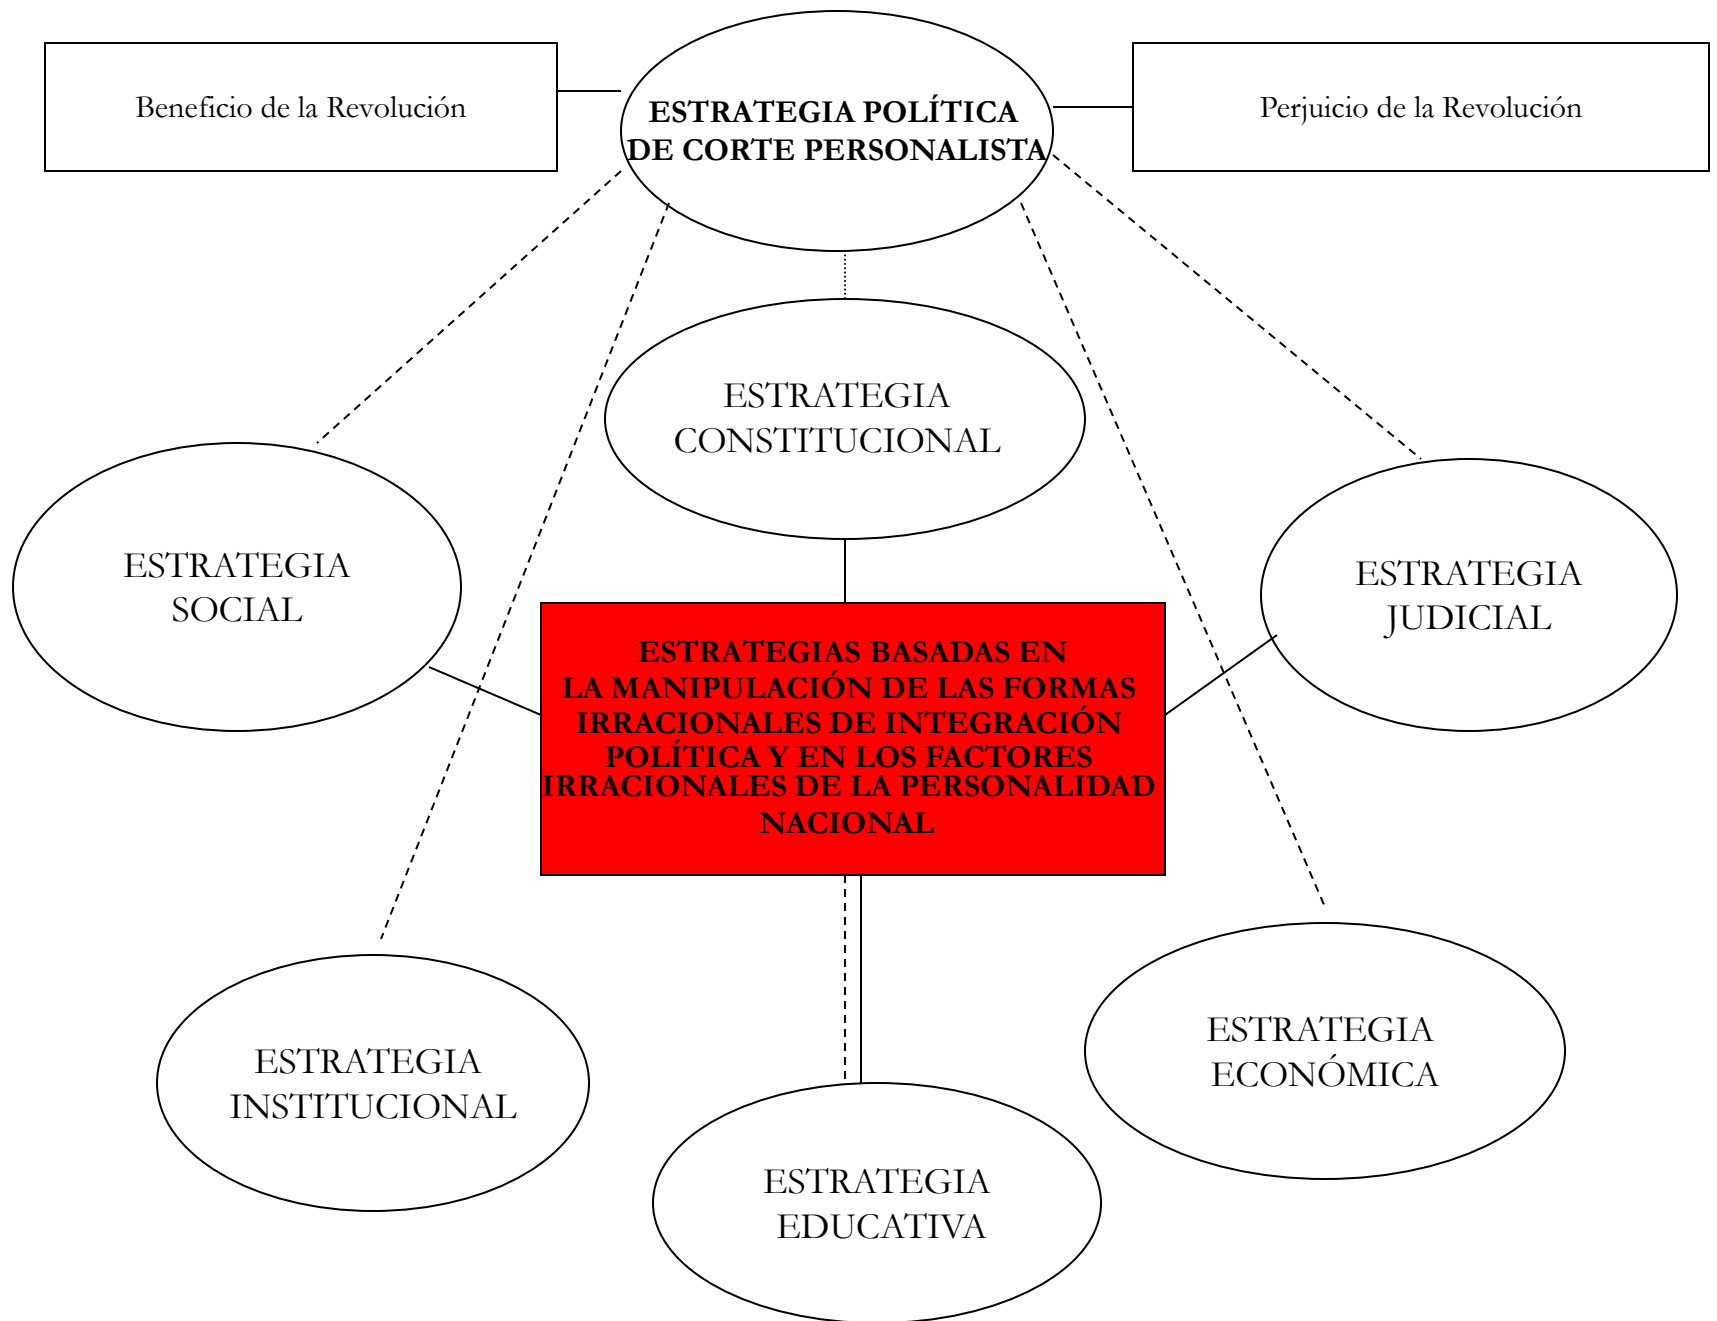 Beneficio de la Revolución
ESTRATEGIA POLÍTICA
DE CORTE PERSONALISTA
Perjuicio de la Revolución
ESTRATEGIA
CONSTITUCIONAL
ESTRATEGIA
SOCIAL
ESTRATEGIA
JUDICIAL
ESTRATEGIAS BASADAS EN
LA MANIPULACIÓN DE LAS FORMAS
IRRACIONALES DE INTEGRACIÓN
POLÍTICA Y EN LOS FACTORES
IRRACIONALES DE LA PERSONALIDAD
NACIONAL
ESTRATEGIA
INSTITUCIONAL
ESTRATEGIA
ECONÓMICA
ESTRATEGIA
EDUCATIVA